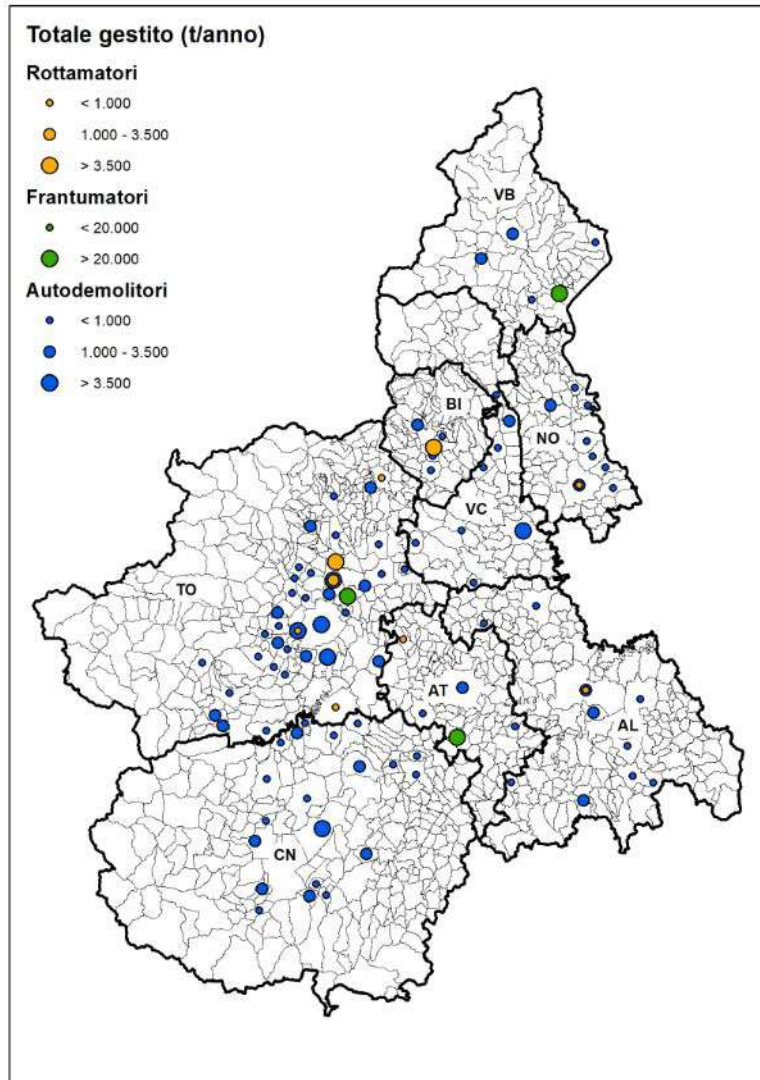 Totale gestito (t/anno)
Rottamatori
< 1.000
1.000 - 3.500
> 3.500
Frantumatori
< 20.000
> 20.000
Autodemolitori
< 1.000
1.000 - 3.500
> 3.500
VB
BI
NO
VC
TO
AT
AL
CN